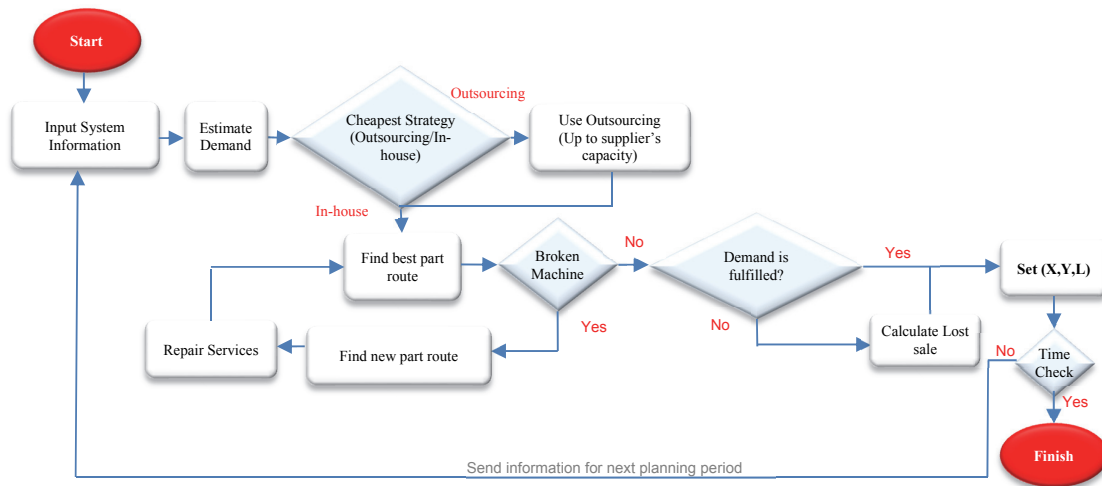 Start
Input System
Information
Estimate
Demand
Cheapest Strategy
(Outsourcing/In-
house)
Outsourcing
Use Outsourcing
(Up to supplier's
capacity)
In-house
Find best part
route
Broken
Machine
No
Demand is
fulfilled?
Yes
Set (X,Y,L)
Yes
No
Repair Services
Find new part route
Calculate Lost
sale
No
Time
Check
Yes
Finish
Send information for next planning period